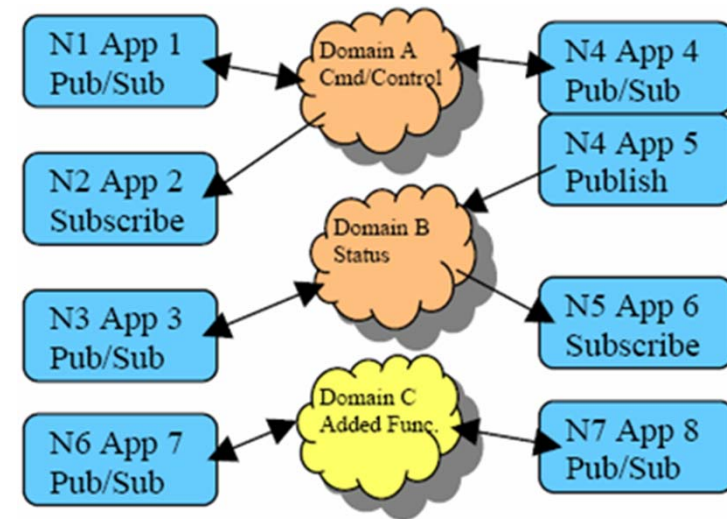 N1 App 1
Pub/Sub
Domain A
Cmd/Control
N4 App 4
Pub/Sub
N2 App 2
Subscribe
N4 App 5
Publish
Domain B
Status
N3 App 3
Pub/Sub
N5 App 6
Subscribe
Domain C
Added Func.
N6 App 7
Pub/Sub
N7 App 8
Pub/Sub